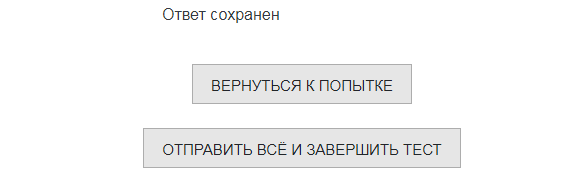 Ответ сохранен
ВЕРНУТЬСЯ К ПОПЫТКЕ
ОТПРАВИТЬ ВСЁ И ЗАВЕРШИТЬ ТЕСТ